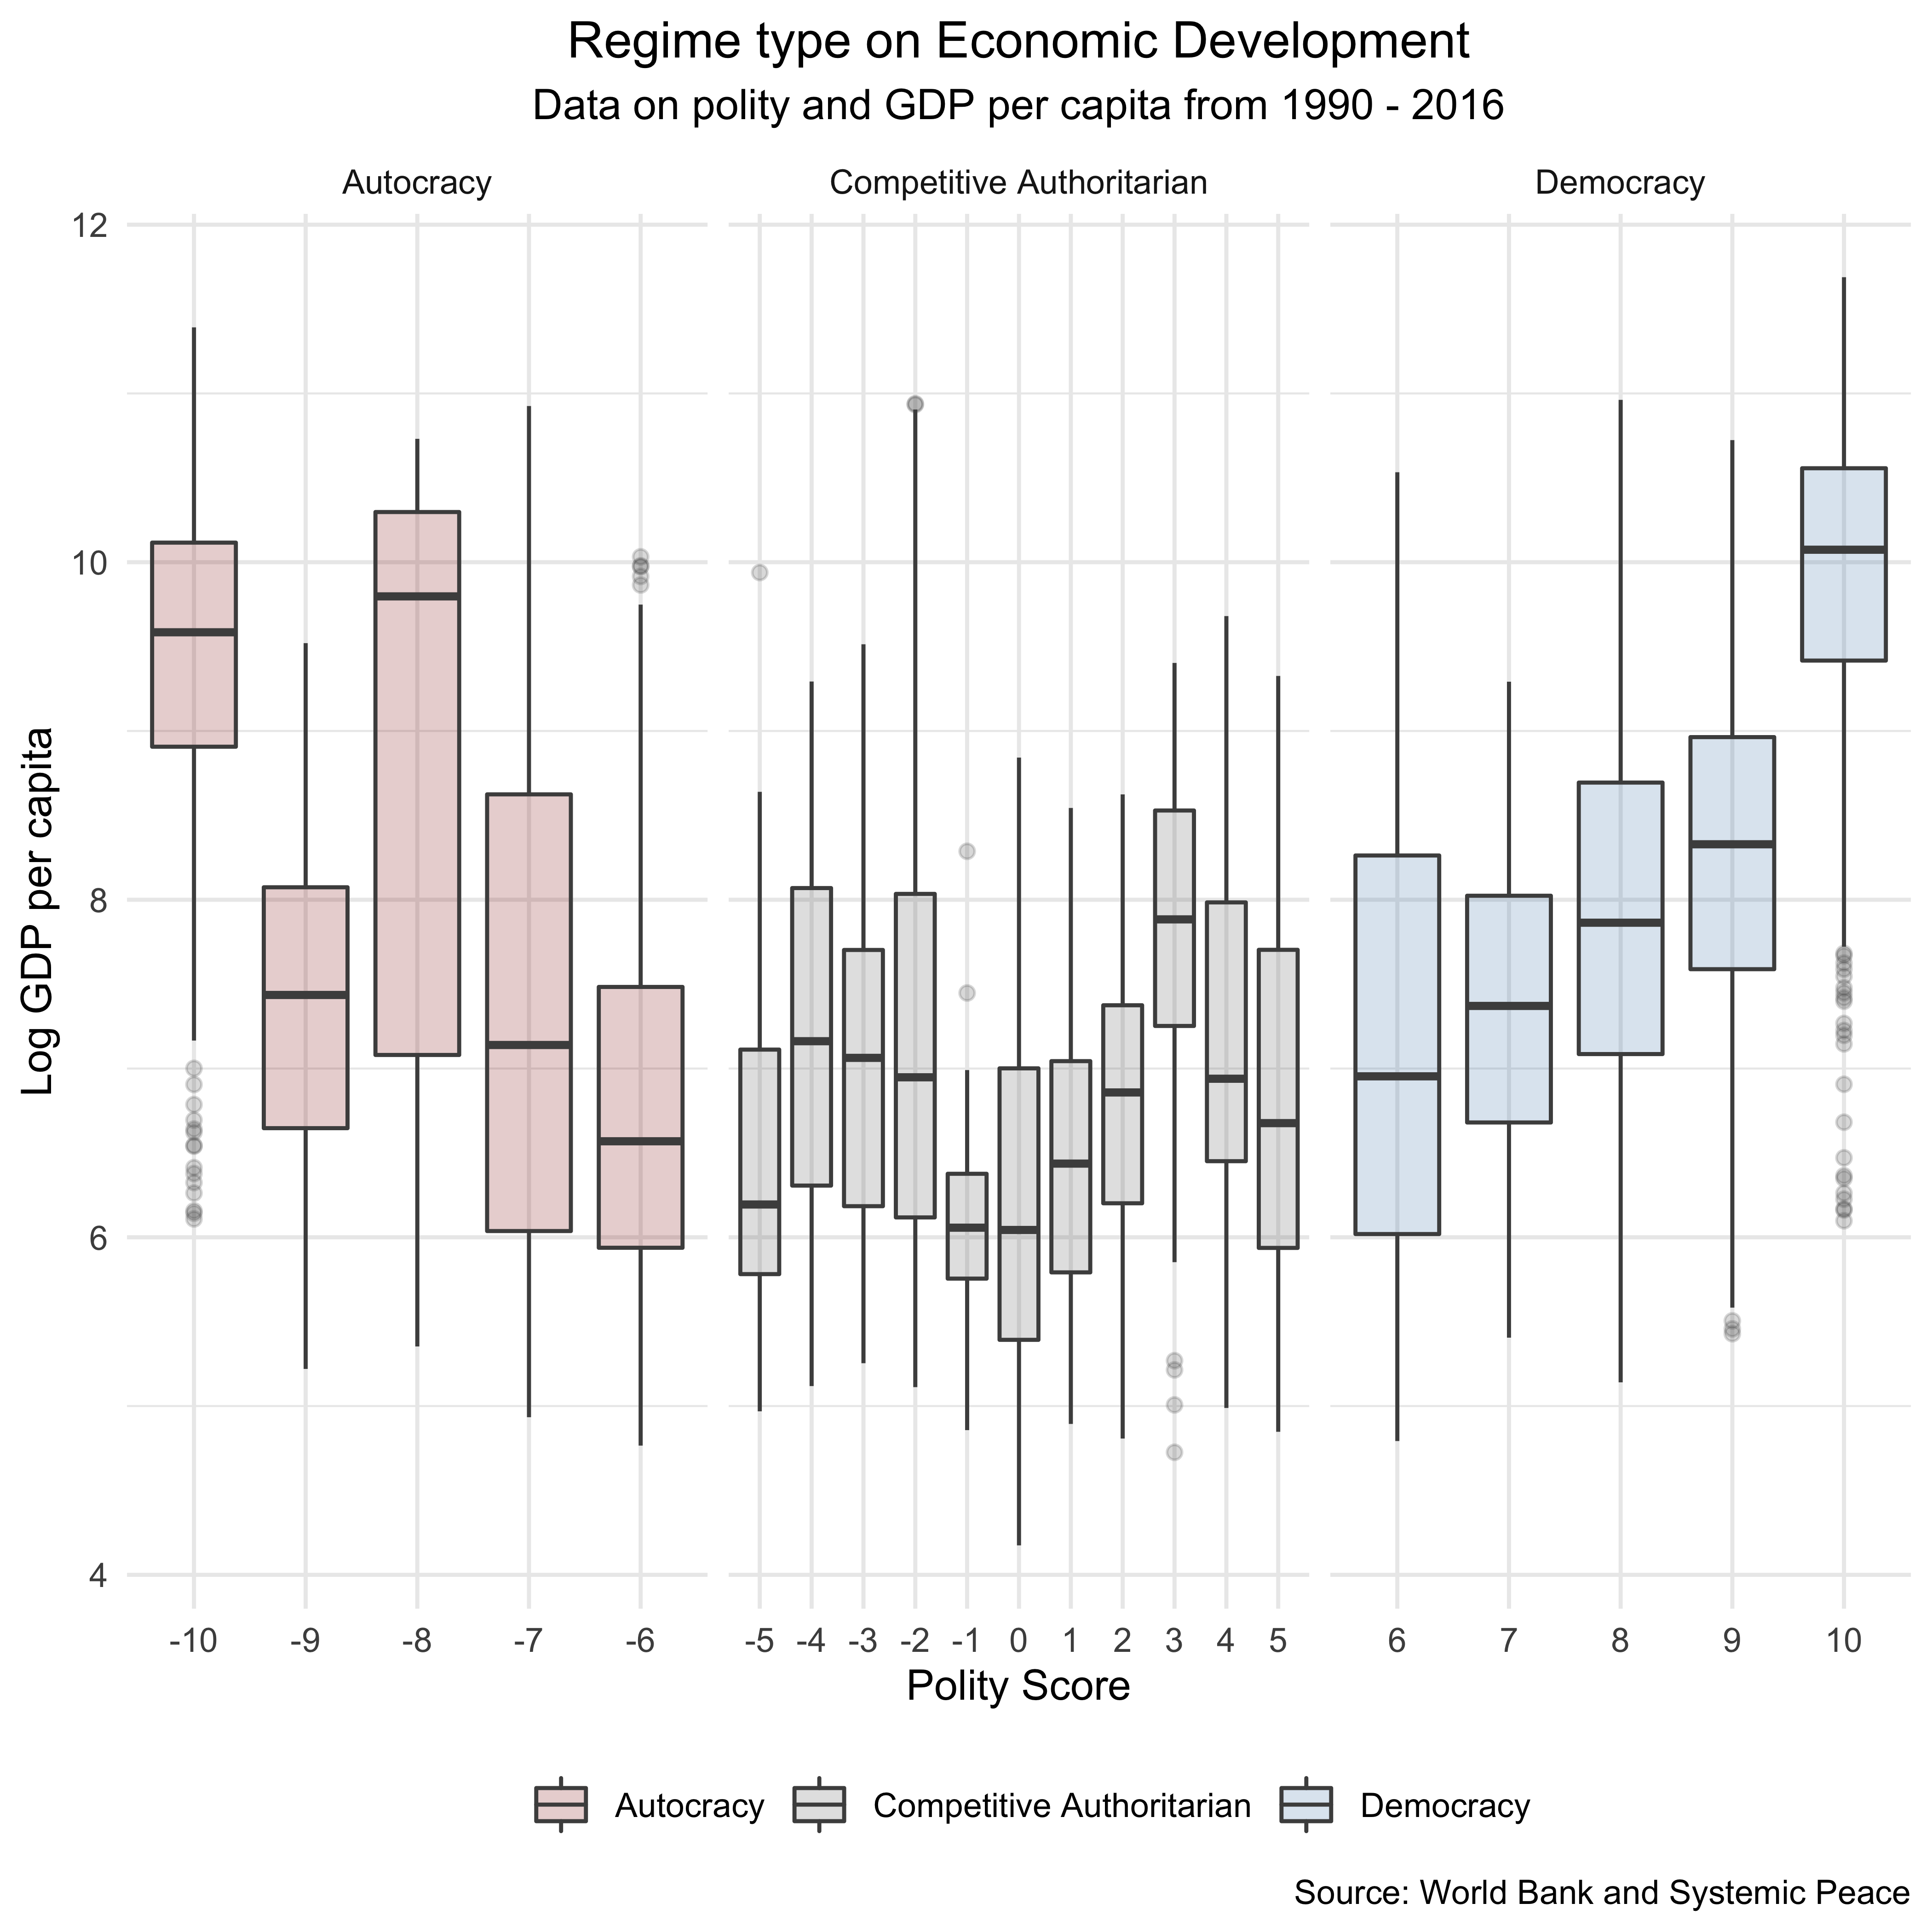 Regime type on Economic Development
Data on polity and GDP per capita from 1990 - 2016
Autocracy Competitive Authoritarian Democracy
12
10
8
6
4
Log GDP per capita
-10 -9 -8 -7 -6 -5 -4 -3 -2 -1 0 1 2 3 4 5 6 7 8 9 10
Polity Score
Autocracy Competitive Authoritarian Democracy
Source: World Bank and Systemic Peace